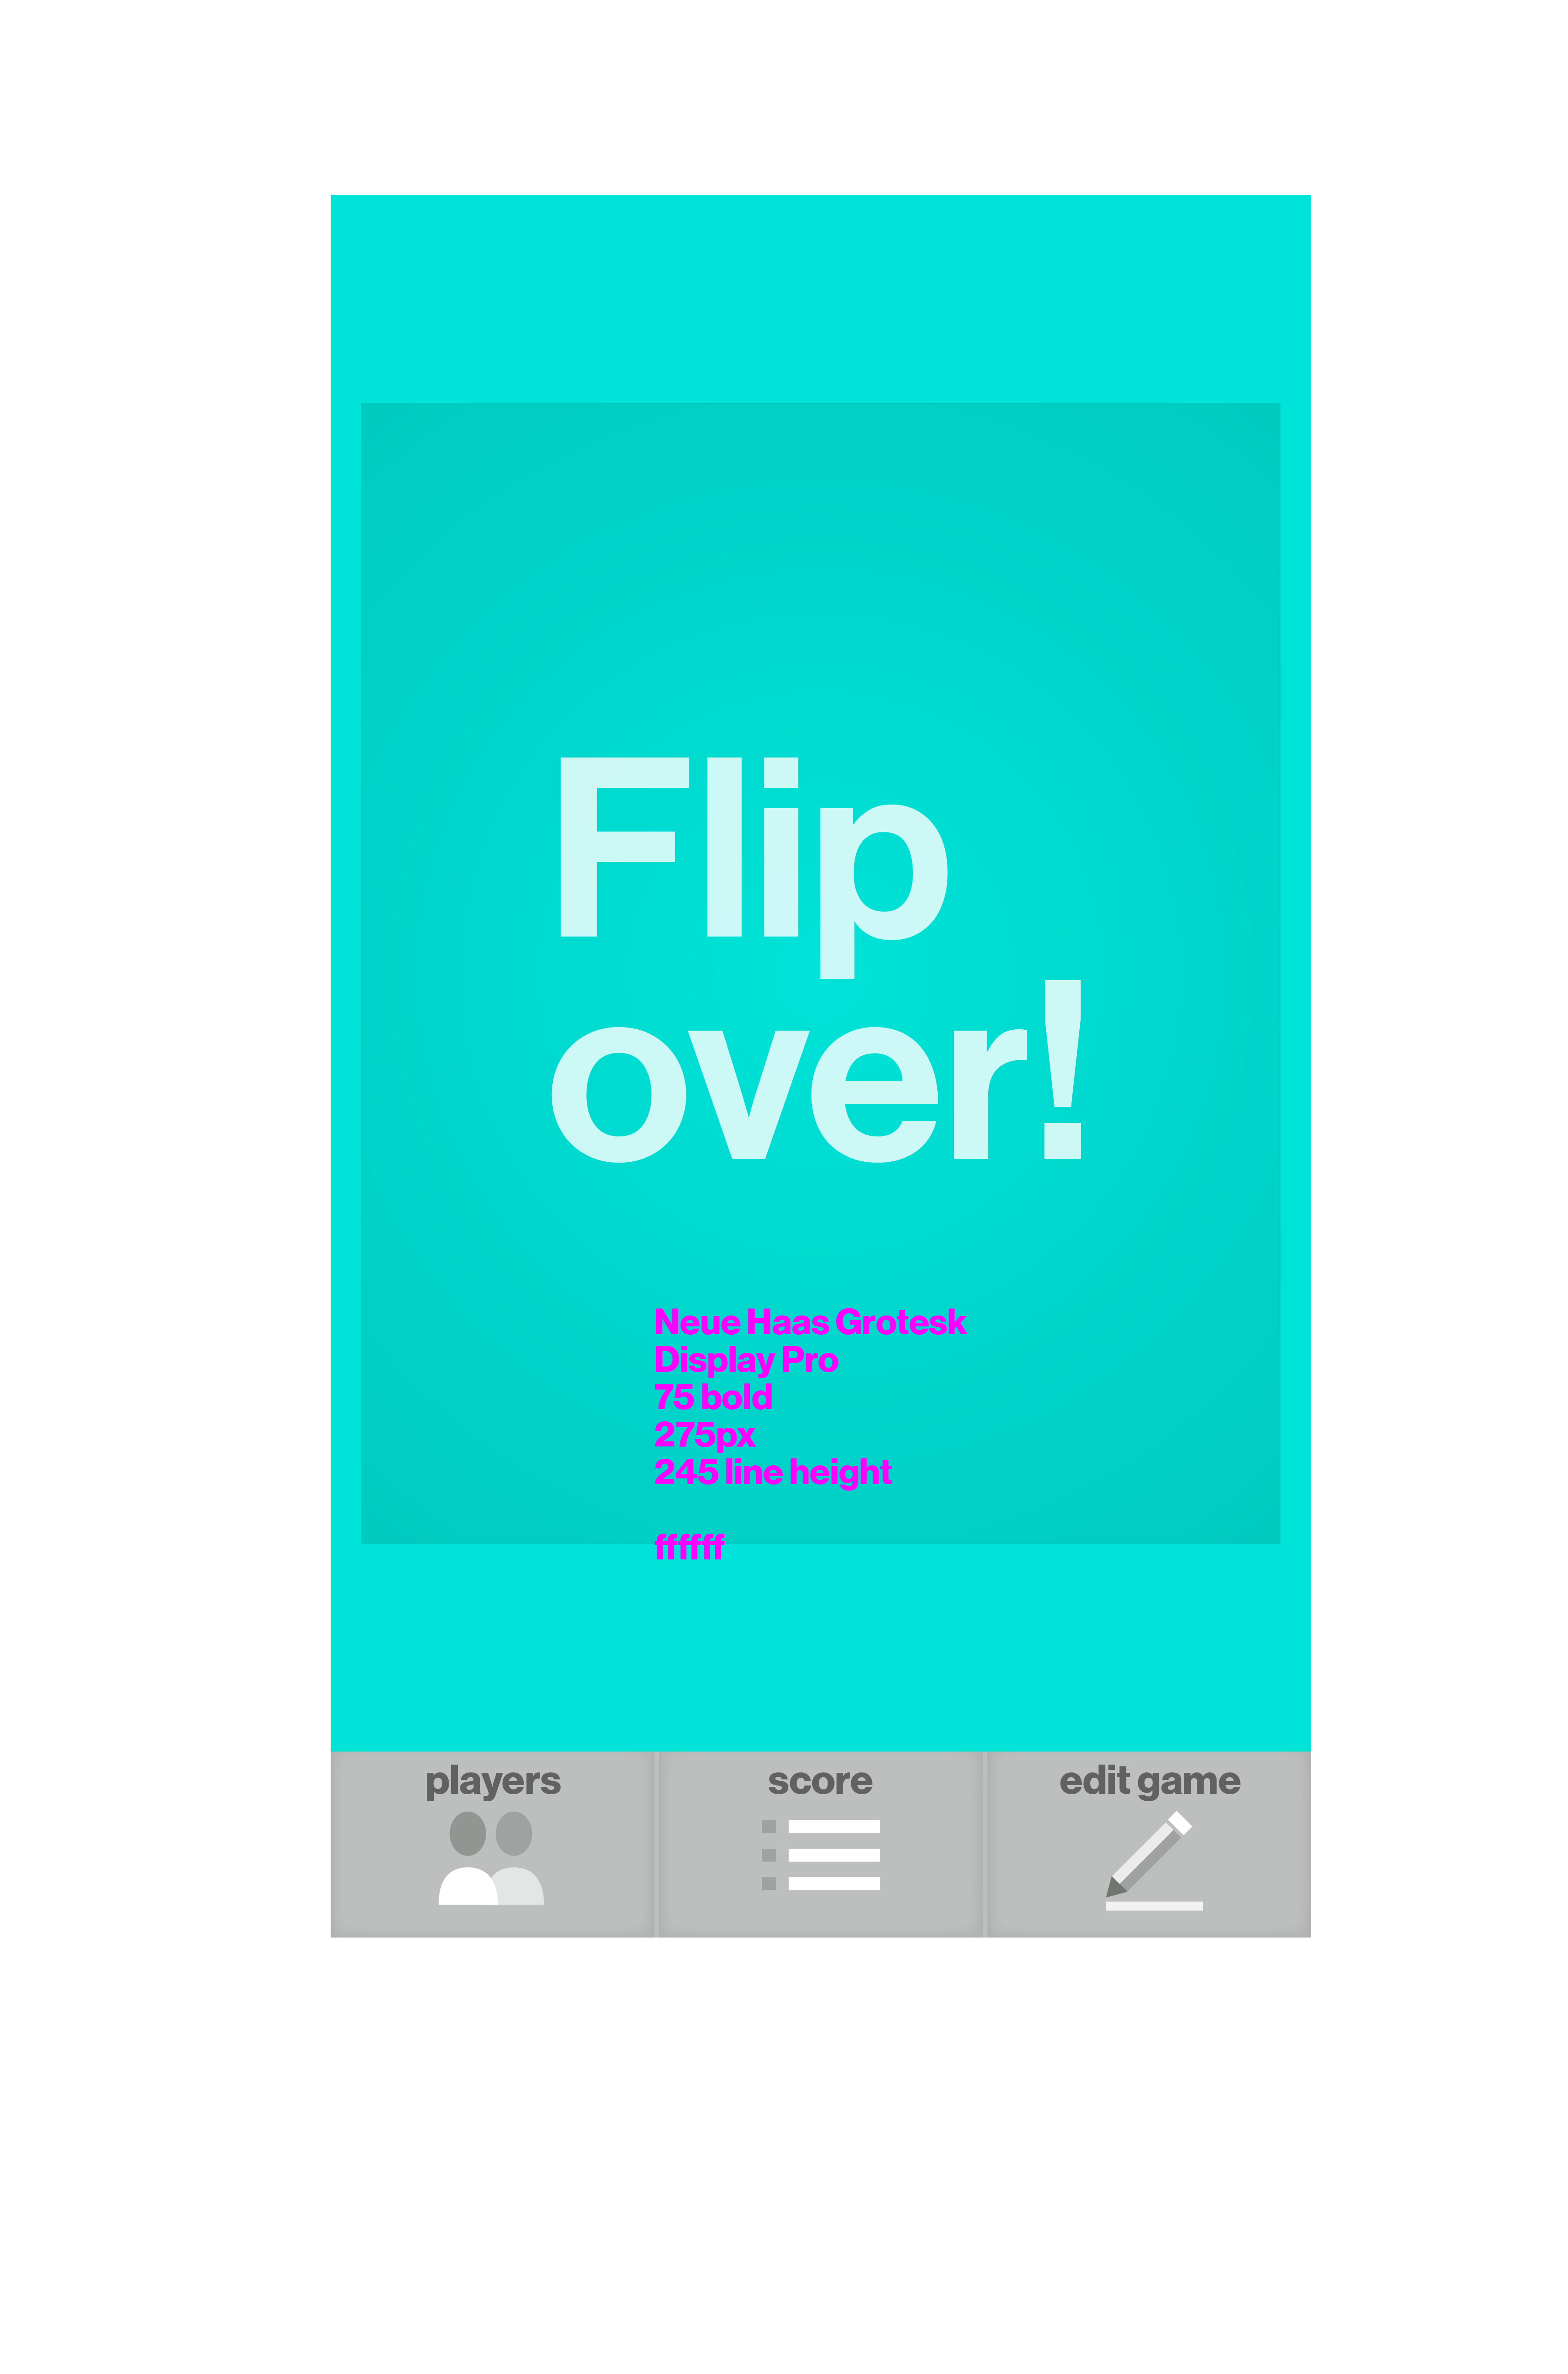 Flip
over!
Neue Haas Grotesk
Display Pro
75 bold
275px
245 line height
ffffff
players
score
edit game